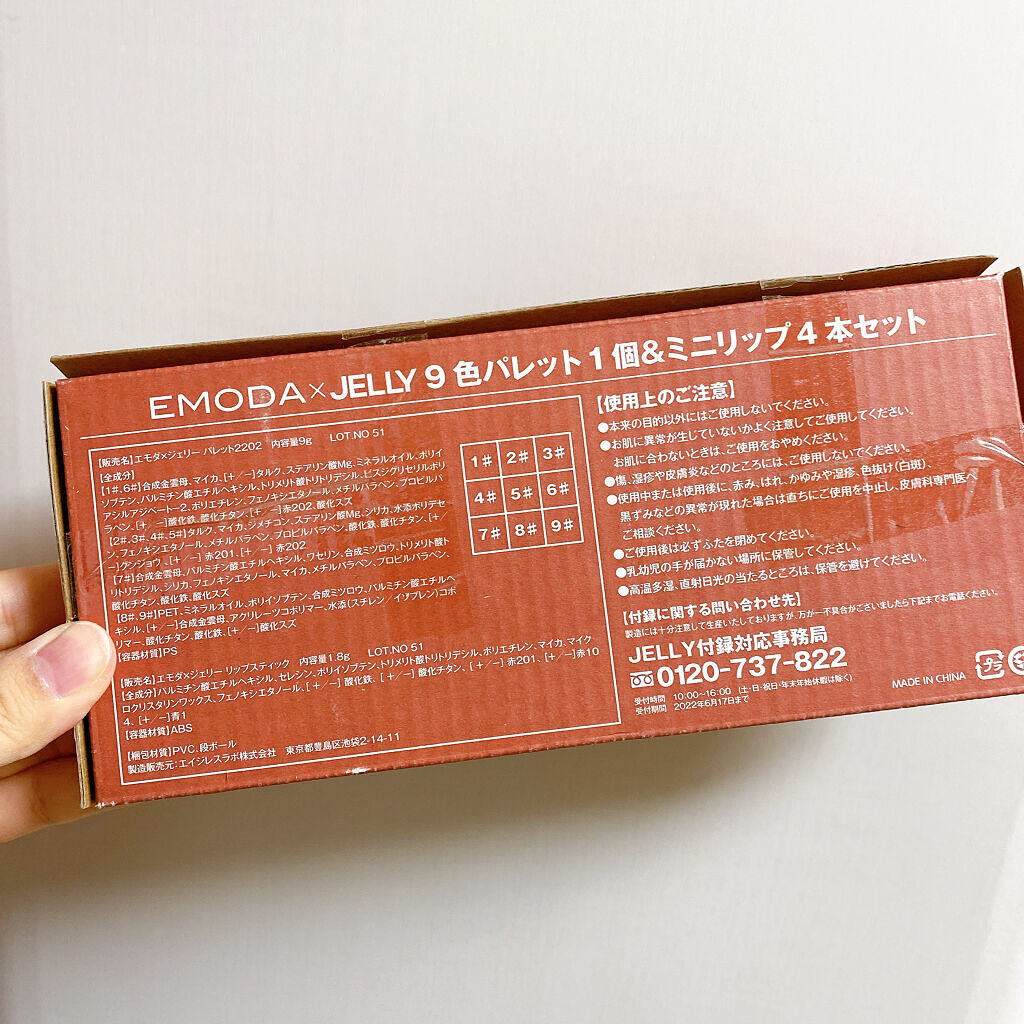 EMODA×JELLY 9色パレット1個&ミニリップ4本セット
【販売名】エモダ×ジェリー パレット2202 内容量9g LOT.NO 51
【全成分】
【1#、6#】合成金雲母、マイカ、[+/−]タルク、ステアリン酸Mg、ミネラルオイル、ポリイ
ソブテン、パルミチン酸エチルヘキシル、トリメリト酸トリトリデシル、ビスジグリセリルポリ
アシルアジペート-2、ポリエチレン、フェノキシエタノール、メチルパラベン、プロピルパ
ラベン、[+/−]酸化鉄、酸化チタン、[+/−]赤202、酸化スズ
【2#、3#、4#、5#】タルク、マイカ、ジメチコン、ステアリン酸Mg、シリカ、水添ポリデセ
ン、フェノキシエタノール、メチルパラベン、プロピルパラベン、酸化鉄、酸化チタン、[+/
−]グンジョウ、[+/−] 赤201、[+/−] 赤202
【7#】合成金雲母、パルミチン酸エチルヘキシル、ワセリン、合成ミツロウ、トリメリト酸ト
リトリデシル、シリカ、フェノキシエタノール、マイカ、メチルパラベン、プロピルパラベン、
酸化チタン、酸化鉄、酸化スズ
【8#、9#】PET、ミネラルオイル、ポリイソブテン、合成ミツロウ、パルミチン酸エチルヘ
キシル、[+/−]合成金雲母、アクリレーツコポリマー、水添(スチレン/イソプレン)コポ
リマー、酸化チタン、酸化鉄、[+/−]酸化スズ
【容器材質】PS
【販売名】エモダ×ジェリー リップスティック 内容量1.8g LOT.NO 51
【全成分】パルミチン酸エチルヘキシル、セレシン、ポリイソブテン、トリメリト酸トリトリデシル、ポリエチレン、マイカ、マイク
ロクリスタリンワックス、フェノキシエタノール、[+/−]酸化鉄、[+/−]酸化チタン、[+/−]赤201、[+/−]赤10
4、[+/−]青1
【容器材質】ABS
【梱包材質】PVC、段ボール
製造販売元:エイジレスラボ株式会社 東京都豊島区池袋2-14-11
1# 2# 3#
4# 5# 6#
7# 8# 9#
【使用上のご注意】
●本来の目的以外にはご使用しないでください。
●お肌に異常が生じていないかよく注意してご使用してください。
お肌に合わないときは、ご使用をおやめください。
●傷、湿疹や皮膚炎などのところには、ご使用しないでください。
●使用中または使用後に、赤み、はれ、かゆみや湿疹、色抜け(白斑)、
黒ずみなどの異常が現れた場合は直ちにご使用を中止し、皮膚科専門医へ
ご相談ください。
●ご使用後は必ずふたを閉めてください。
●乳幼児の手が届かない場所に保管してください。
●高温多湿、直射日光の当たるところは、保管を避けてください。
【付録に関する問い合わせ先】
製造には十分注意して生産いたしておりますが、万が一不具合がございましたら下記までお電話ください。
JELLY付録対応事務局
0120-737-822
受付時間 10:00〜16:00 (土・日・祝日・年末年始休暇は除く)
受付期間 2022年6月17日まで
MADE IN CHINA
プラ